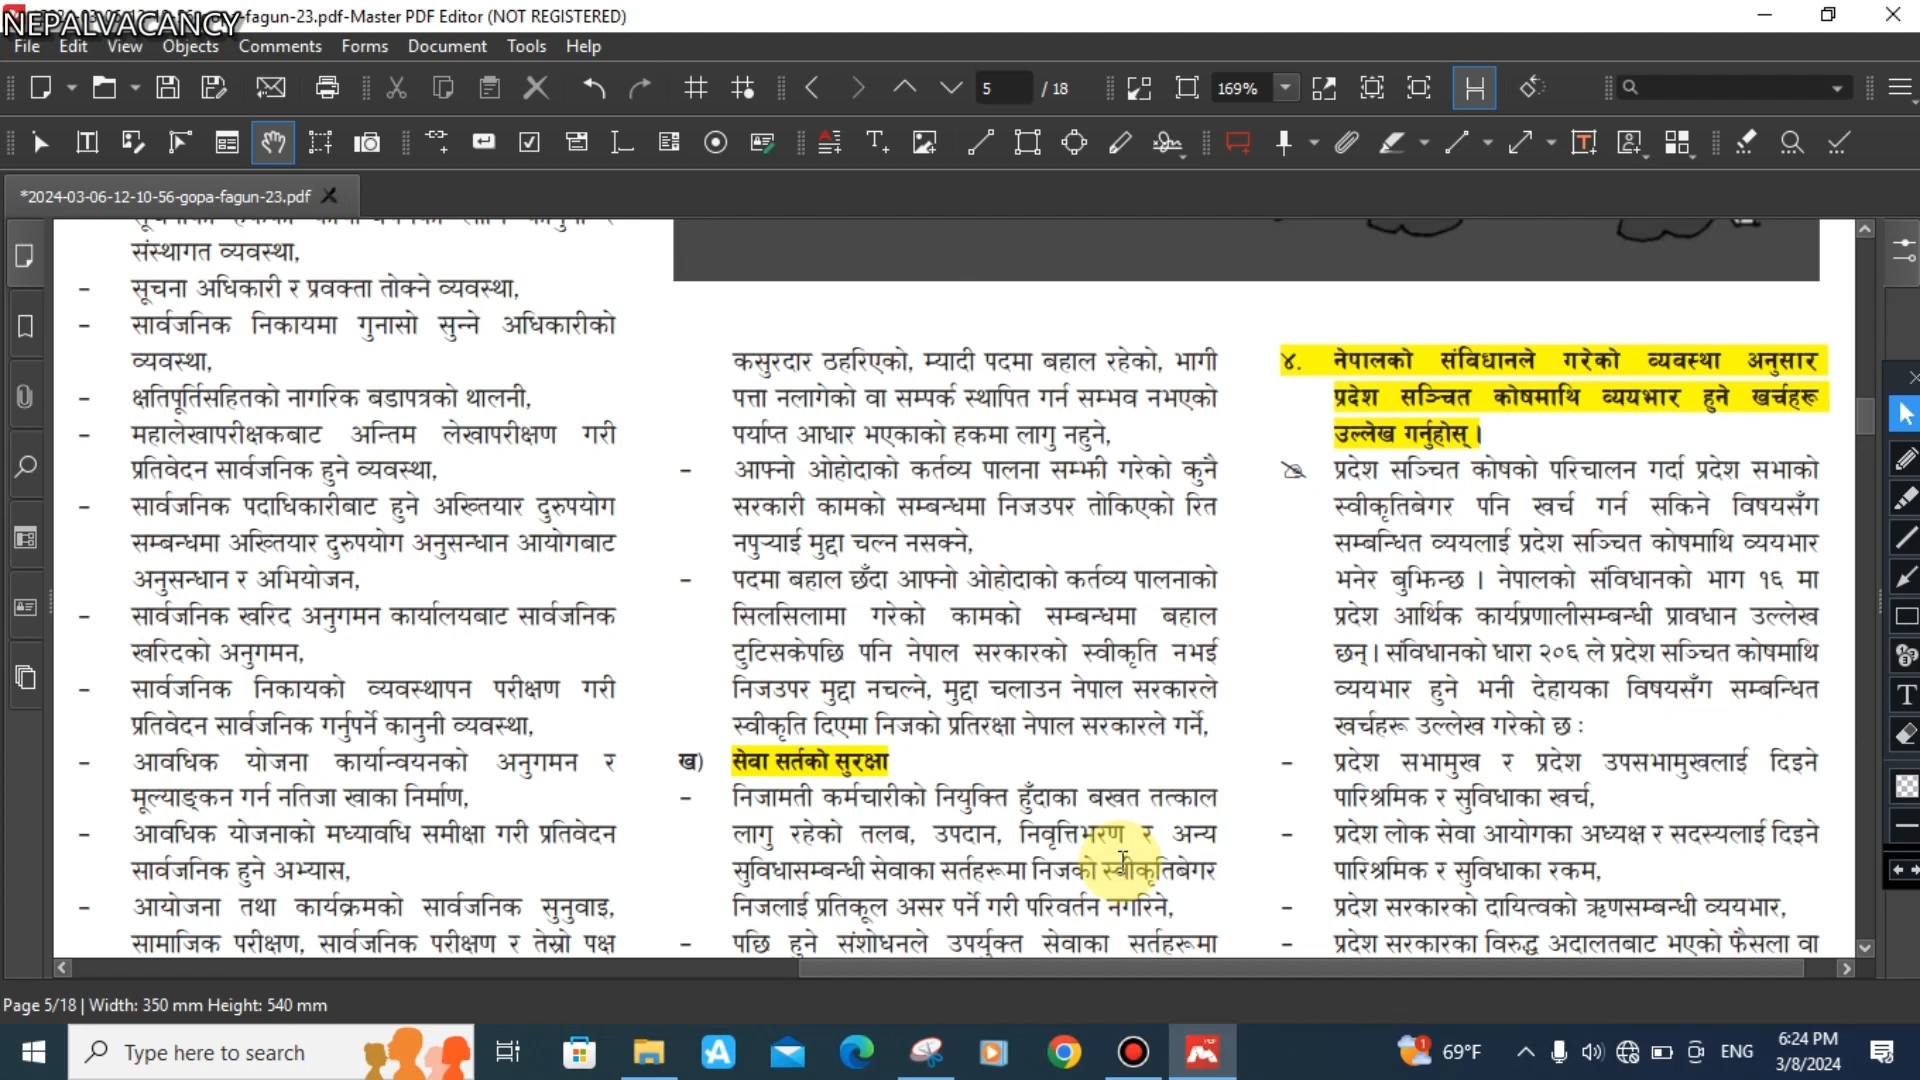 NEPALVACANCY
fagun-23.pdf-Master PDF Editor (NOT REGISTERED)
File Edit View Objects Comments Forms Document Tools Help
5 / 18 169%
*2024-03-06-12-10-56-gopa-fagun-23.pdf
संस्थागत व्यवस्था,
- सूचना अधिकारी र प्रवक्ता तोक्ने व्यवस्था,
- सार्वजनिक निकायमा गुनासो सुन्ने अधिकारीको
व्यवस्था,
- क्षतिपूर्तिसहितको नागरिक बडापत्रको थालनी,
- महालेखापरीक्षकबाट अन्तिम लेखापरीक्षण गरी
प्रतिवेदन सार्वजनिक हुने व्यवस्था,
- सार्वजनिक पदाधिकारीबाट हुने अख्तियार दुरुपयोग
सम्बन्धमा अख्तियार दुरुपयोग अनुसन्धान आयोगबाट
अनुसन्धान र अभियोजन,
- सार्वजनिक खरिद अनुगमन कार्यालयबाट सार्वजनिक
खरिदको अनुगमन,
- सार्वजनिक निकायको व्यवस्थापन परीक्षण गरी
प्रतिवेदन सार्वजनिक गर्नुपर्ने कानुनी व्यवस्था,
- आवधिक योजना कार्यान्वयनको अनुगमन र
मूल्याङ्कन गर्न नतिजा खाका निर्माण,
- आवधिक योजनाको मध्यावधि समीक्षा गरी प्रतिवेदन
सार्वजनिक हुने अभ्यास,
- आयोजना तथा कार्यक्रमको सार्वजनिक सुनुवाइ,
सामाजिक परीक्षण, सार्वजनिक परीक्षण र तेस्रो पक्ष
कसुरदार ठहरिएको, म्यादी पदमा बहाल रहेको, भागी
पत्ता नलागेको वा सम्पर्क स्थापित गर्न सम्भव नभएको
पर्याप्त आधार भएकाको हकमा लागु नहुने,
- आफ्नो ओहोदाको कर्तव्य पालना सम्झी गरेको कुनै
सरकारी कामको सम्बन्धमा निजउपर तोकिएको रित
नपुऱ्याई मुद्दा चल्न नसक्ने,
- पदमा बहाल छँदा आफ्नो ओहोदाको कर्तव्य पालनाको
सिलसिलामा गरेको कामको सम्बन्धमा बहाल
टुटिसकेपछि पनि नेपाल सरकारको स्वीकृति नभई
निजउपर मुद्दा नचल्ने, मुद्दा चलाउन नेपाल सरकारले
स्वीकृति दिएमा निजको प्रतिरक्षा नेपाल सरकारले गर्ने,
ख) सेवा सर्तको सुरक्षा
- निजामती कर्मचारीको नियुक्ति हुँदाका बखत तत्काल
लागु रहेको तलब, उपदान, निवृत्तिभरण र अन्य
सुविधासम्बन्धी सेवाका सर्तहरूमा निजको स्वीकृतिबेगर
निजलाई प्रतिकूल असर पर्ने गरी परिवर्तन नगरिने,
- पछि हुने संशोधनले उपर्युक्त सेवाका सर्तहरूमा
४. नेपालको संविधानले गरेको व्यवस्था अनुसार
प्रदेश सञ्चित कोषमाथि व्ययभार हुने खर्चहरू
उल्लेख गर्नुहोस् ।
प्रदेश सञ्चित कोषको परिचालन गर्दा प्रदेश सभाको
स्वीकृतिबेगर पनि खर्च गर्न सकिने विषयसँग
सम्बन्धित व्ययलाई प्रदेश सञ्चित कोषमाथि व्ययभार
भनेर बुझिन्छ । नेपालको संविधानको भाग १६ मा
प्रदेश आर्थिक कार्यप्रणालीसम्बन्धी प्रावधान उल्लेख
छन् । संविधानको धारा २०६ ले प्रदेश सञ्चित कोषमाथि
व्ययभार हुने भनी देहायका विषयसँग सम्बन्धित
खर्चहरू उल्लेख गरेको छ :
- प्रदेश सभामुख र प्रदेश उपसभामुखलाई दिइने
पारिश्रमिक र सुविधाका खर्च,
- प्रदेश लोक सेवा आयोगका अध्यक्ष र सदस्यलाई दिइने
पारिश्रमिक र सुविधाका रकम,
- प्रदेश सरकारको दायित्वको ऋणसम्बन्धी व्ययभार,
- प्रदेश सरकारका विरुद्ध अदालतबाट भएको फैसला वा
Page 5/18 | Width: 350 mm Height: 540 mm
Type here to search
69°F ENG 6:24 PM
3/8/2024